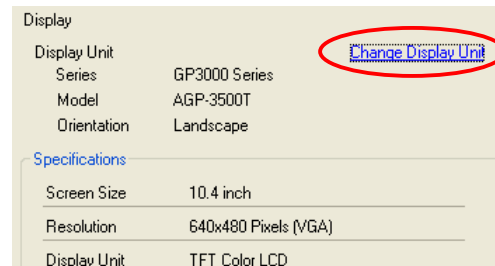 Display
Display Unit Change Display Unit
Series GP3000 Series
Model AGP-3500T
Orientation Landscape
Specifications
Screen Size 10.4 inch
Resolution 640x480 Pixels (VGA)
Display Unit TFT Color LCD